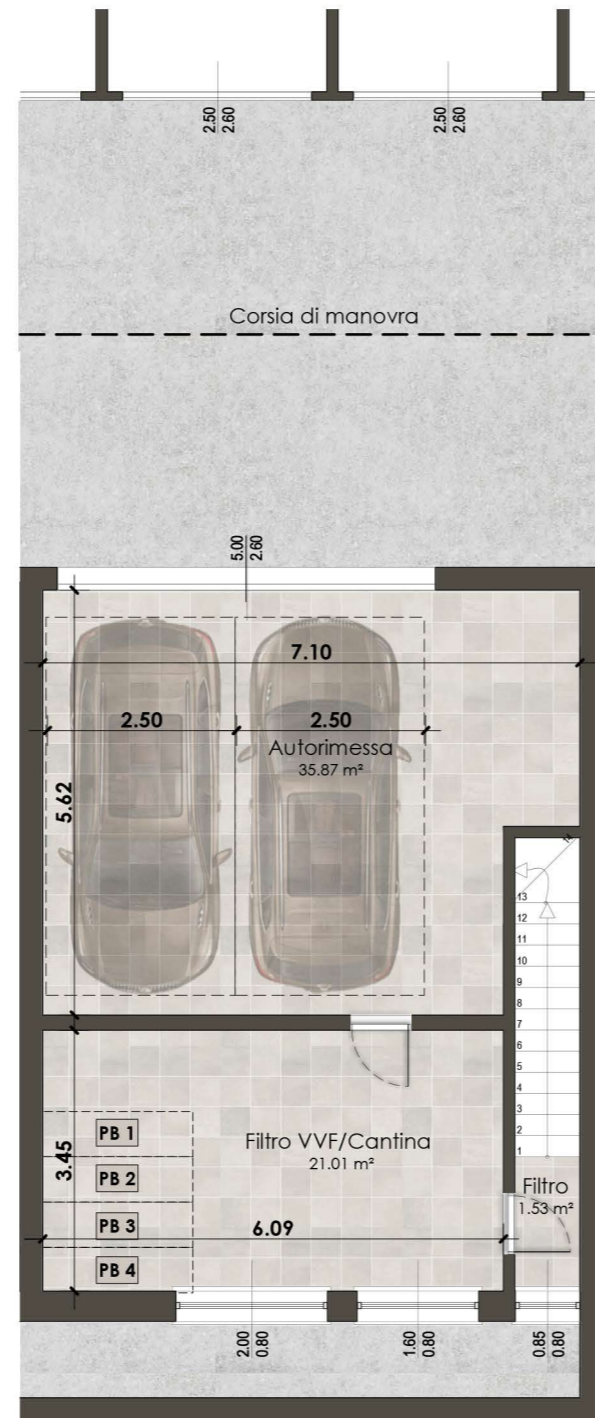 2.50
2.60
2.50
2.60
Corsia di manovra
5.00
2.60
7.10
2.50
2.50
Autorimessa
35.87 m²
5.62
14
13
12
11
10
9
8
7
6
5
4
3
2
1
PB 1
PB 2
PB 3
PB 4
3.45
Filtro VVF/Cantina
21.01 m²
6.09
Filtro
1.53 m²
2.00
0.80
1.60
0.80
0.85
0.80